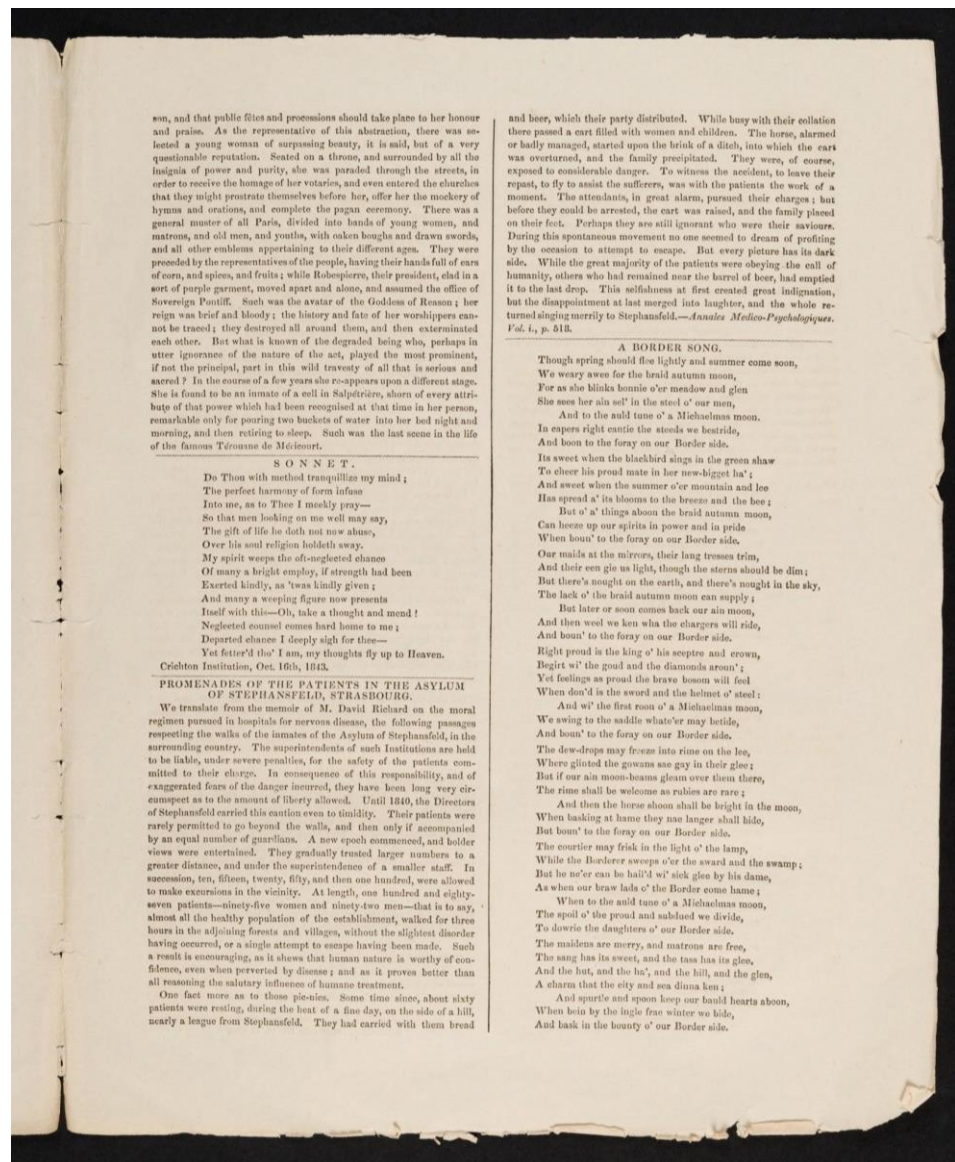 son, and that public fêtes and processions should take place to her honour
and praise. As the representative of this abstraction, there was se-
lected a young woman of surpassing beauty, it is said, but of a very
questionable reputation. Seated on a throne, and surrounded by all the
insignia of power and purity, she was paraded through the streets, in
order to receive the homage of her votaries, and even entered the churches
that they might prostrate themselves before her, offer her the mockery of
hymns and orations, and complete the pagan ceremony. There was a
general muster of all Paris, divided into bands of young women, and
matrons, and old men, and youths, with oaken boughs and drawn swords,
and all other emblems appertaining to their different ages. They were
preceded by the representatives of the people, having their hands full of ears
of corn, and spices, and fruits; while Robespierre, their president, clad in a
sort of purple garment, moved apart and alone, and assumed the office of
Sovereign Pontiff. Such was the avatar of the Goddess of Reason; her
reign was brief and bloody; the history and fate of her worshippers can-
not be traced; they destroyed all around them, and then exterminated
each other. But what is known of the degraded being who, perhaps in
utter ignorance of the nature of the act, played the most prominent,
if not the principal, part in this wild travesty of all that is serious and
sacred? In the course of a few years she re-appears upon a different stage.
She is found to be an inmate of a cell in Salpétrière, shorn of every attri-
bute of that power which had been recognised at that time in her person,
remarkable only for pouring two buckets of water into her bed night and
morning, and then retiring to sleep. Such was the last scene in the life
of the famous Térouane de Méricourt.
SONNET.
Do Thou with method tranquillize my mind;
The perfect harmony of form infuse
Into me, as to Thee I meekly pray—
So that men looking on me well may say,
The gift of life he doth not now abuse,
Over his soul religion holdeth sway.
My spirit weeps the oft-neglected chance
Of many a bright employ, if strength had been
Exerted kindly, as 'twas kindly given;
And many a weeping figure now presents
Itself with this—Oh, take a thought and mend!
Neglected counsel comes hard home to me;
Departed chance I deeply sigh for thee—
Yet fetter'd tho' I am, my thoughts fly up to Heaven.
Crichton Institution, Oct. 16th, 1843.
PROMENADES OF THE PATIENTS IN THE ASYLUM
OF STEPHANSFELD, STRASBOURG.
We translate from the memoir of M. David Richard on the moral
regimen pursued in hospitals for nervous disease, the following passages
respecting the walks of the inmates of the Asylum of Stephansfeld, in the
surrounding country. The superintendents of such Institutions are held
to be liable, under severe penalties, for the safety of the patients com-
mitted to their charge. In consequence of this responsibility, and of
exaggerated fears of the danger incurred, they have been long very cir-
cumspect as to the amount of liberty allowed. Until 1840, the Directors
of Stephansfeld carried this caution even to timidity. Their patients were
rarely permitted to go beyond the walls, and then only if accompanied
by an equal number of guardians. A new epoch commenced, and bolder
views were entertained. They gradually trusted larger numbers to a
greater distance, and under the superintendence of a smaller staff. In
succession, ten, fifteen, twenty, fifty, and then one hundred, were allowed
to make excursions in the vicinity. At length, one hundred and eighty-
seven patients—ninety-five women and ninety-two men—that is to say,
almost all the healthy population of the establishment, walked for three
hours in the adjoining forests and villages, without the slightest disorder
having occurred, or a single attempt to escape having been made. Such
a result is encouraging, as it shews that human nature is worthy of con-
fidence, even when perverted by disease; and as it proves better than
all reasoning the salutary influence of humane treatment.
One fact more as to those pic-nics. Some time since, about sixty
patients were resting, during the heat of a fine day, on the side of a hill,
nearly a league from Stephansfeld. They had carried with them bread
and beer, which their party distributed. While busy with their collation
there passed a cart filled with women and children. The horse, alarmed
or badly managed, started upon the brink of a ditch, into which the cart
was overturned, and the family precipitated. They were, of course,
exposed to considerable danger. To witness the accident, to leave their
repast, to fly to assist the sufferers, was with the patients the work of a
moment. The attendants, in great alarm, pursued their charges; but
before they could be arrested, the cart was raised, and the family placed
on their feet. Perhaps they are still ignorant who were their saviours.
During this spontaneous movement no one seemed to dream of profiting
by the occasion to attempt to escape. But every picture has its dark
side. While the great majority of the patients were obeying the call of
humanity, others who had remained near the barrel of beer, had emptied
it to the last drop. This selfishness at first created great indignation,
but the disappointment at last merged into laughter, and the whole re-
turned singing merrily to Stephansfeld.—Annales Medico-Psychologiques.
Vol. i., p. 518.
A BORDER SONG.
Though spring should flee lightly and summer come soon,
We weary awee for the braid autumn moon,
For as she blinks bonnie o'er meadow and glen
She sees her ain sel' in the steel o' our men,
And to the auld tune o' a Michaelmas moon.
In capers right cantie the steeds we bestride,
And boon to the foray on our Border side.
Its sweet when the blackbird sings in the green shaw
To cheer his proud mate in her new-bigget ha';
And sweet when the summer o'er mountain and lee
Has spread a' its blooms to the breeze and the bee;
But o' a' things aboon the braid autumn moon,
Can heeze up our spirits in power and in pride
When boun' to the foray on our Border side.
Our maids at the mirrors, their lang tresses trim,
And their een gie us light, though the sterns should be dim;
But there's nought on the earth, and there's nought in the sky,
The lack o' the braid autumn moon can supply;
But later or soon comes back our ain moon,
And then weel we ken wha the chargers will ride,
And boun' to the foray on our Border side.
Right proud is the king o' his sceptre and crown,
Begirt wi' the goud and the diamonds aroun';
Yet feelings as proud the brave bosom will feel
When don'd is the sword and the helmet o' steel:
And wi' the first roon o' a Michaelmas moon,
We swing to the saddle whate'er may betide,
And boun' to the foray on our Border side.
The dew-drops may freeze into rime on the lee,
Where glinted the gowans sae gay in their glee;
But if our ain moon-beams gleam over them there,
The rime shall be welcome as rubies are rare;
And then the horse shoon shall be bright in the moon,
When basking at hame they nae langer shall bide,
But boun' to the foray on our Border side.
The courtier may frisk in the light o' the lamp,
While the Borderer sweeps o'er the sward and the swamp;
But he ne'er can be hail'd wi' sick glee by his dame,
As when our braw lads o' the Border come hame;
When to the auld tune o' a Michaelmas moon,
The spoil o' the proud and subdued we divide,
To dowrie the daughters o' our Border side.
The maidens are merry, and matrons are free,
The sang has its sweet, and the tass has its glee,
And the hut, and the ha', and the hill, and the glen,
A charm that the city and sea dinna ken;
And spurtle and spoon keep our bauld hearts aboon,
When bein by the ingle frae winter we bide,
And bask in the bounty o' our Border side.